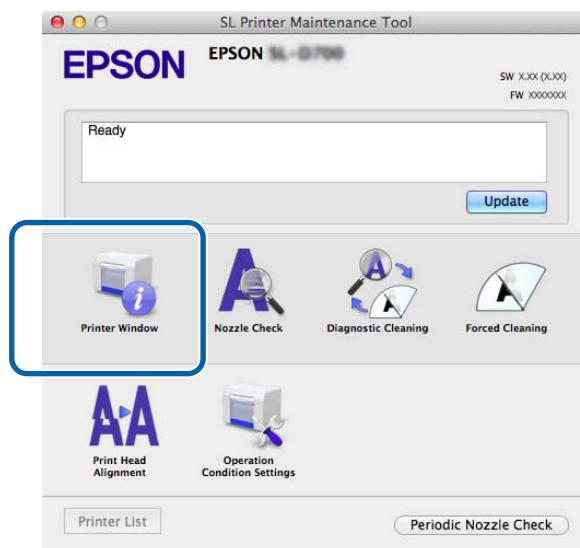 SL Printer Maintenance Tool
EPSON
EPSON
SW X.XX (X.XX)
FW XXXXXXX
Ready
Update
Printer Window
Nozzle Check
Diagnostic Cleaning
Forced Cleaning
Print Head
Alignment
Operation
Condition Settings
Printer List
Periodic Nozzle Check